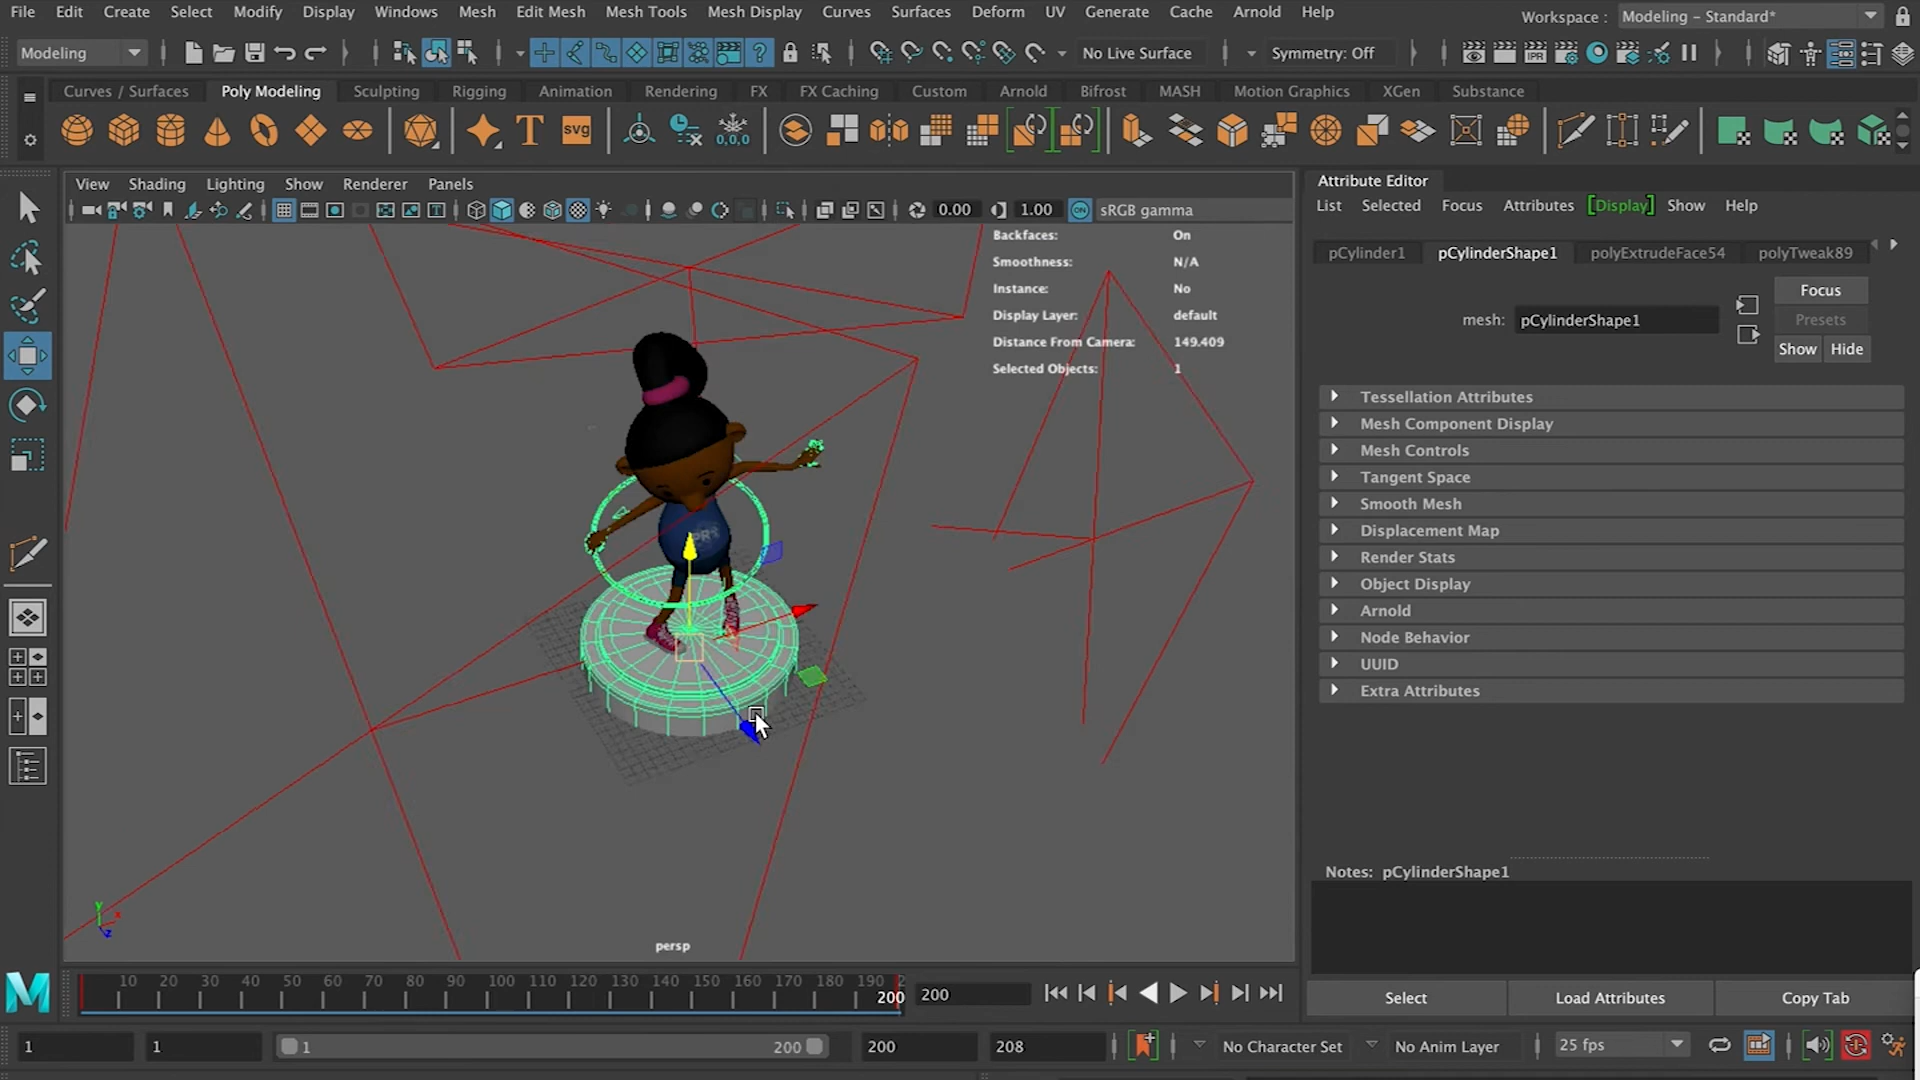 File Edit Create Select Modify Display Windows Mesh Edit Mesh Mesh Tools Mesh Display Curves Surfaces Deform UV Generate Cache Arnold Help Workspace : Modeling - Standard*
Modeling No Live Surface Symmetry: Off IPR
Curves / Surfaces Poly Modeling Sculpting Rigging Animation Rendering FX FX Caching Custom Arnold Bifrost MASH Motion Graphics XGen Substance
T SVG 0,0,0
View Shading Lighting Show Renderer Panels
0.00 1.00 ON sRGB gamma
Backfaces: On
Smoothness: N/A
Instance: No
Display Layer: default
Distance From Camera: 149.409
Selected Objects: 1
persp
y x z
Attribute Editor
List Selected Focus Attributes [Display] Show Help
pCylinder1 pCylinderShape1 polyExtrudeFace54 polyTweak89
mesh: pCylinderShape1
Focus
Presets
Show Hide
Tessellation Attributes
Mesh Component Display
Mesh Controls
Tangent Space
Smooth Mesh
Displacement Map
Render Stats
Object Display
Arnold
Node Behavior
UUID
Extra Attributes
Notes: pCylinderShape1
Select Load Attributes Copy Tab
10 20 30 40 50 60 70 80 90 100 110 120 130 140 150 160 170 180 190 2
200 200
1 1 1 200 200 208 No Character Set No Anim Layer 25 fps